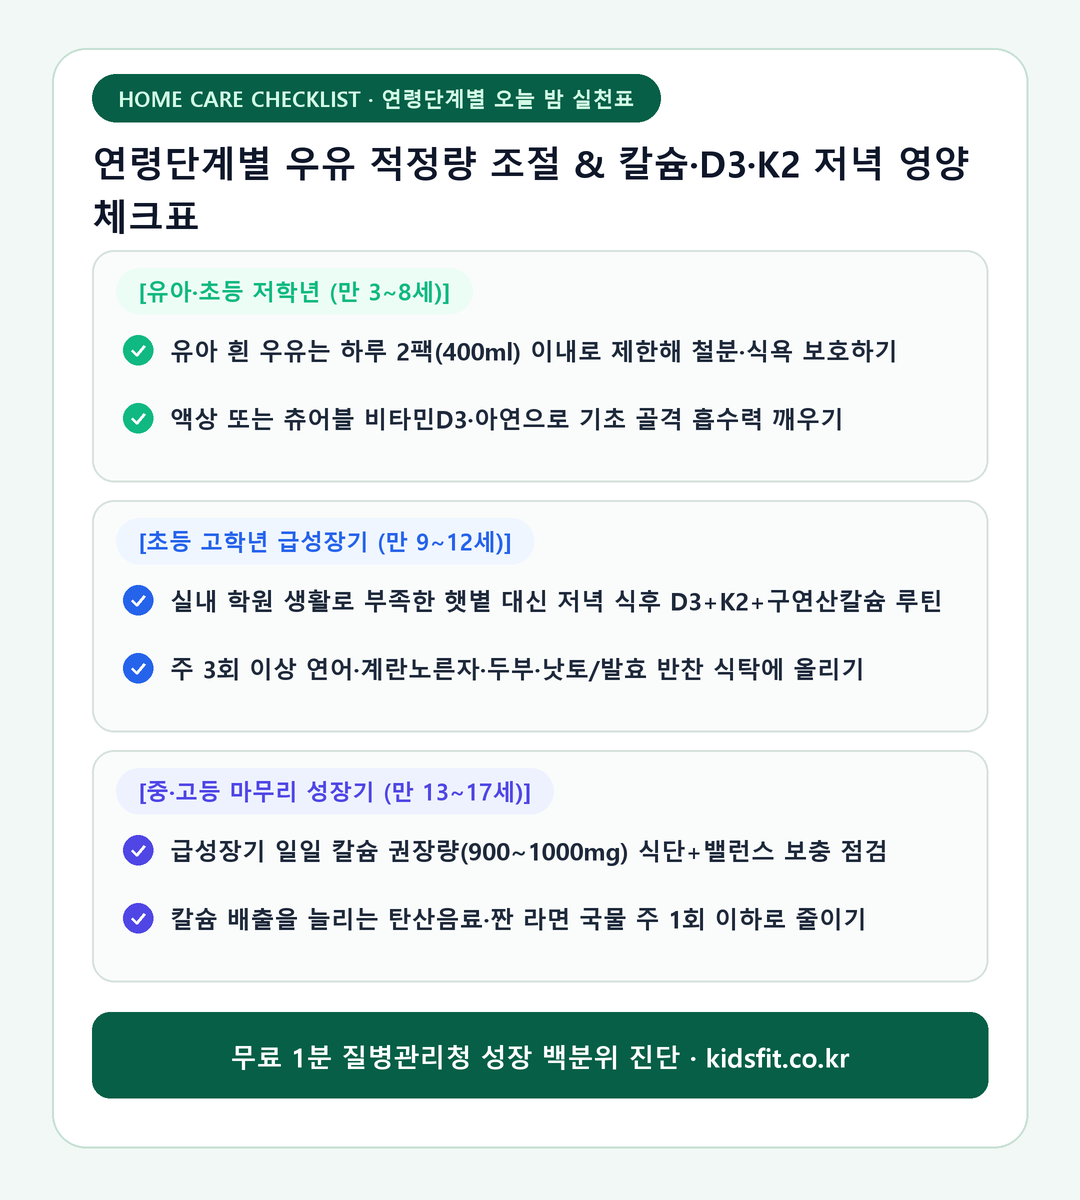 HOME CARE CHECKLIST · 연령단계별 오늘 밤 실천표
연령단계별 우유 적정량 조절 & 칼슘·D3·K2 저녁 영양
체크표
[유아·초등 저학년 (만 3~8세)]
유아 흰 우유는 하루 2팩(400ml) 이내로 제한해 철분·식욕 보호하기
액상 또는 츄어블 비타민D3·아연으로 기초 골격 흡수력 깨우기
[초등 고학년 급성장기 (만 9~12세)]
실내 학원 생활로 부족한 햇볕 대신 저녁 식후 D3+K2+구연산칼슘 루틴
주 3회 이상 연어·계란노른자·두부·낫토/발효 반찬 식탁에 올리기
[중·고등 마무리 성장기 (만 13~17세)]
급성장기 일일 칼슘 권장량(900~1000mg) 식단+밸런스 보충 점검
칼슘 배출을 늘리는 탄산음료·짠 라면 국물 주 1회 이하로 줄이기
무료 1분 질병관리청 성장 백분위 진단 · kidsfit.co.kr